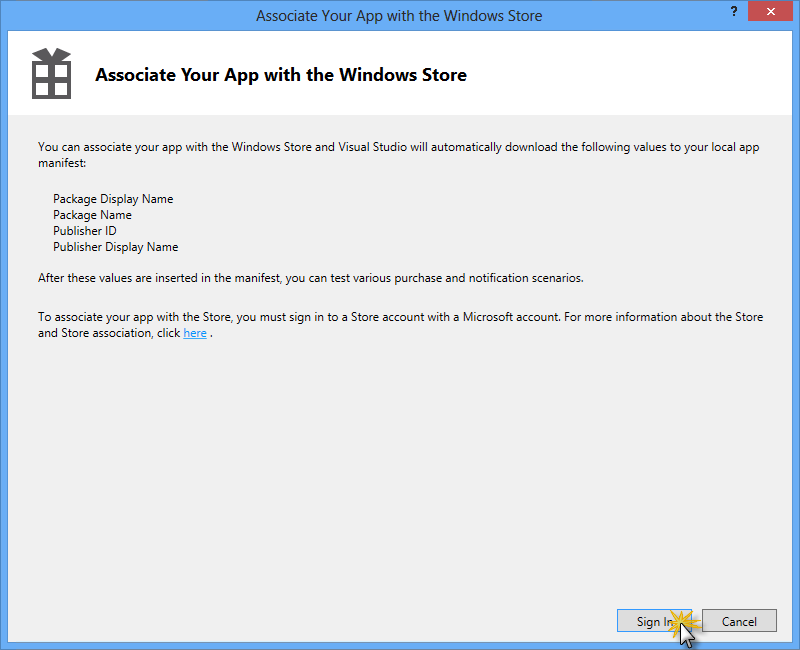 Associate Your App with the Windows Store
?
Associate Your App with the Windows Store
You can associate your app with the Windows Store and Visual Studio will automatically download the following values to your local app
manifest:
Package Display Name
Package Name
Publisher ID
Publisher Display Name
After these values are inserted in the manifest, you can test various purchase and notification scenarios.
To associate your app with the Store, you must sign in to a Store account with a Microsoft account. For more information about the Store
and Store association, click here .
Sign In Cancel